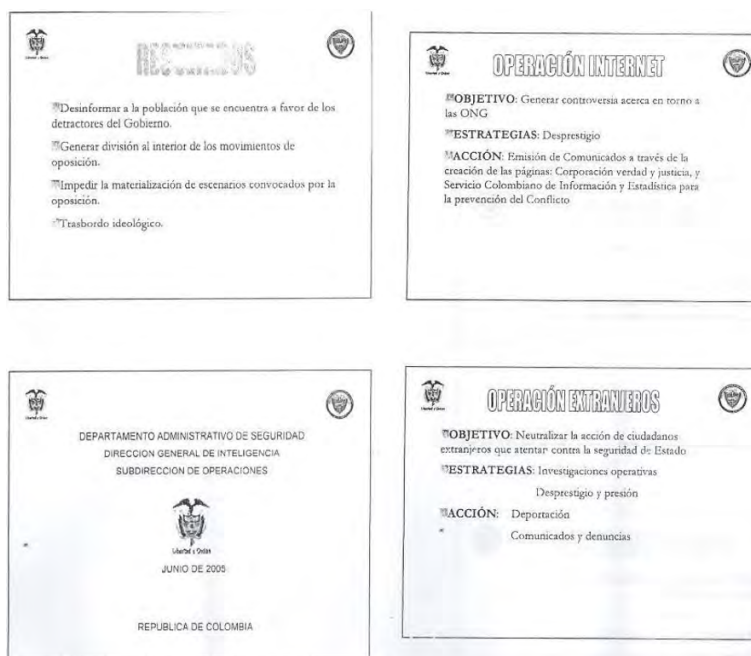 Desinformar a la población que se encuentra a favor de los
detractores del Gobierno.
Generar división al interior de los movimientos de
oposición.
Impedir la materialización de escenarios convocados por la
oposición.
Trasbordo ideológico.
OPERACIÓN INTERNET
OBJETIVO: Generar controversia acerca en torno a
las ONG
ESTRATEGIAS: Desprestigio
ACCIÓN: Emisión de Comunicados a través de la
creación de las páginas: Corporación verdad y justicia, y
Servicio Colombiano de Información y Estadística para
la prevención del Conflicto
DEPARTAMENTO ADMINISTRATIVO DE SEGURIDAD
DIRECCION GENERAL DE INTELIGENCIA
SUBDIRECCION DE OPERACIONES
Libertad y Orden
JUNIO DE 2005
REPUBLICA DE COLOMBIA
OPERACIÓN EXTRANJEROS
OBJETIVO: Neutralizar la acción de ciudadanos
extranjeros que atentar contra la seguridad de Estado
ESTRATEGIAS: Investigaciones operativas
Desprestigio y presión
ACCIÓN: Deportación
Comunicados y denuncias